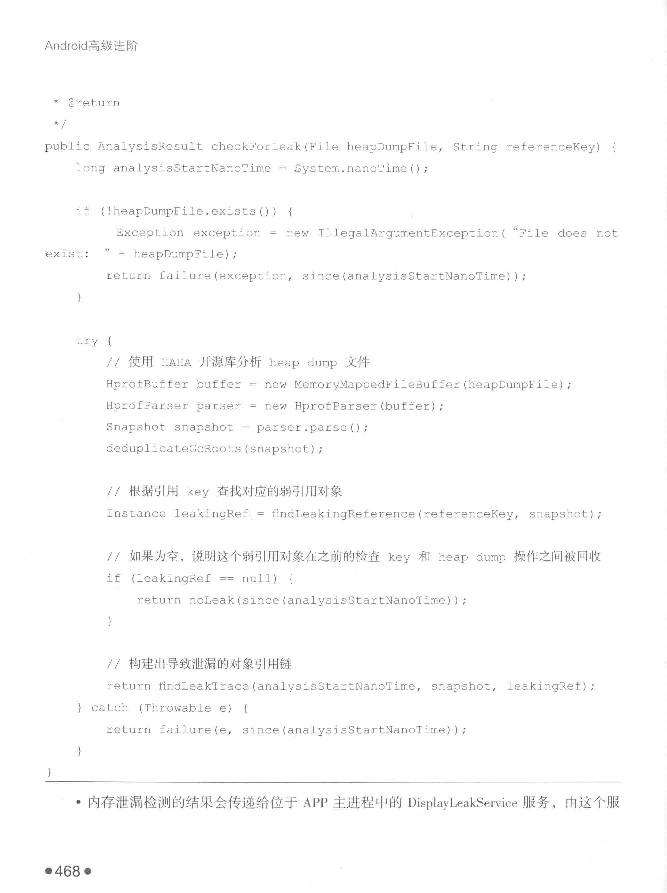 Android高级进阶
* @return
*/
public AnalysisResult checkForLeak(File heapDumpFile, String referenceKey) {
long analysisStartNanoTime = System.nanoTime();
if (!heapDumpFile.exists()) {
Exception exception = new IllegalArgumentException( “File does not
exist: ” + heapDumpFile);
return failure(exception, since(analysisStartNanoTime));
}
try {
// 使用 HAHA 开源库分析 heap dump 文件
HprofBuffer buffer = new MemoryMappedFileBuffer(heapDumpFile);
HprofParser parser = new HprofParser(buffer);
Snapshot snapshot = parser.parse();
deduplicateGcRoots(snapshot);
// 根据引用 key 查找对应的弱引用对象
Instance leakingRef = findLeakingReference(referenceKey, snapshot);
// 如果为空，说明这个弱引用对象在之前的检查 key 和 heap dump 操作之间被回收
if (leakingRef == null) {
return noLeak(since(analysisStartNanoTime));
}
// 构建出导致泄漏的对象引用链
return findLeakTrace(analysisStartNanoTime, snapshot, leakingRef);
} catch (Throwable e) {
return failure(e, since(analysisStartNanoTime));
}
}
• 内存泄漏检测的结果会传递给位于 APP 主进程中的 DisplayLeakService 服务，由这个服
●468●